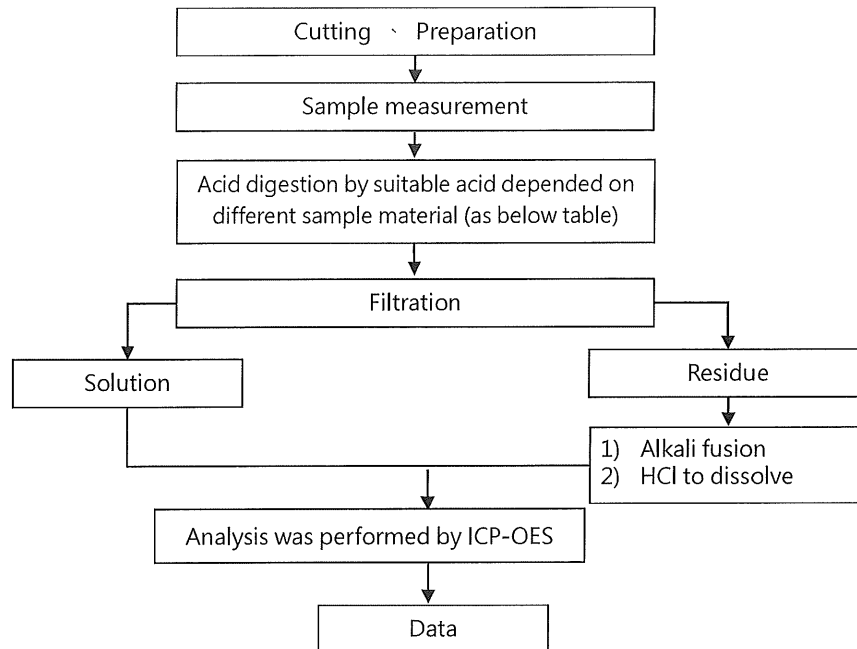 Cutting 、 Preparation
Sample measurement
Acid digestion by suitable acid depended on
different sample material (as below table)
Filtration
Solution
Residue
1) Alkali fusion
2) HCl to dissolve
Analysis was performed by ICP-OES
Data